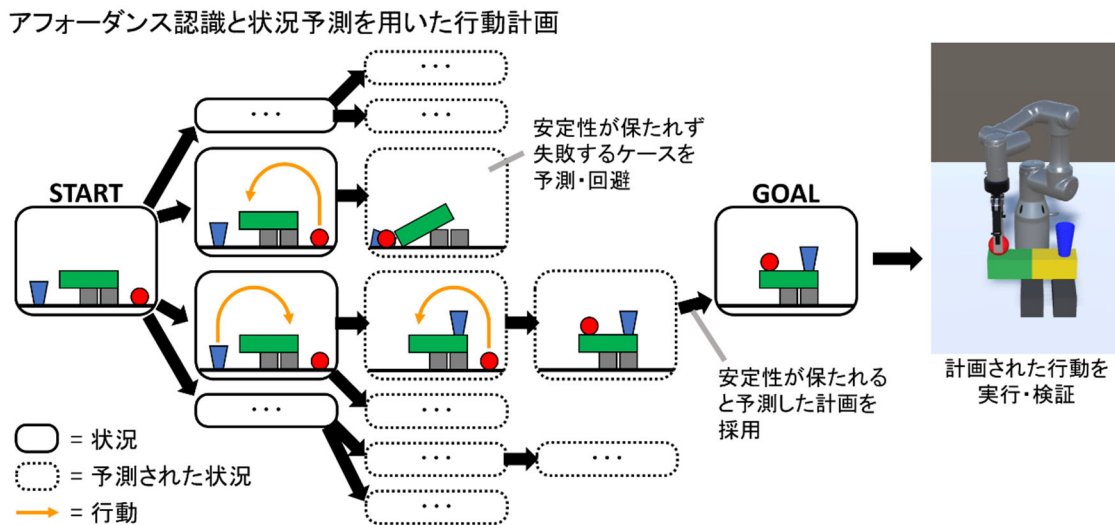 アフォーダンス認識と状況予測を用いた行動計画
・・・
・・・
・・・
安定性が保たれず
失敗するケースを
予測・回避
START
GOAL
安定性が保たれる
と予測した計画を
採用
計画された行動を
実行・検証
・・・
・・・
・・・
・・・
・・・
= 状況
= 予測された状況
= 行動